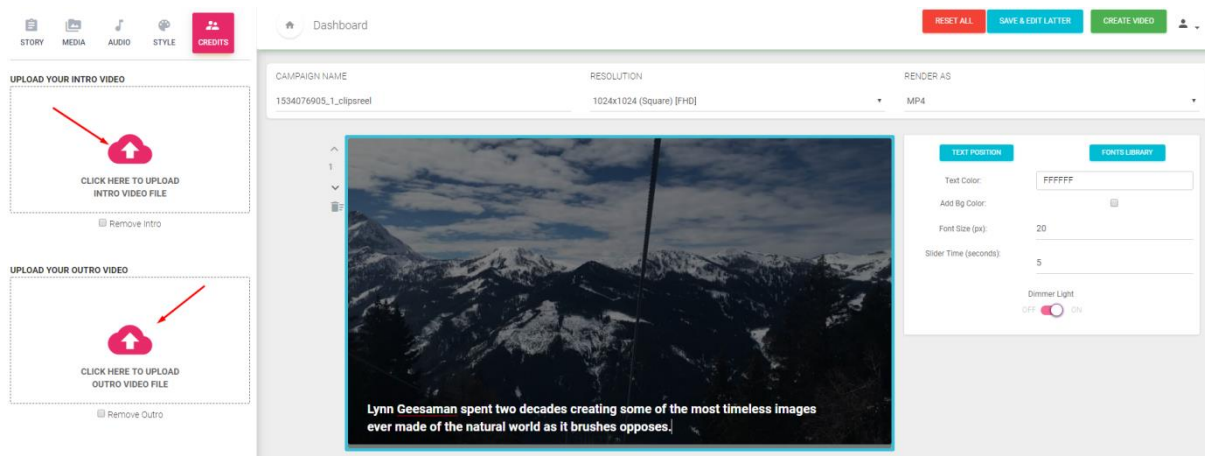 STORY
MEDIA
AUDIO
STYLE
CREDITS
Dashboard
RESET ALL
SAVE & EDIT LATTER
CREATE VIDEO
UPLOAD YOUR INTRO VIDEO
CLICK HERE TO UPLOAD
INTRO VIDEO FILE
Remove Intro
UPLOAD YOUR OUTRO VIDEO
CLICK HERE TO UPLOAD
OUTRO VIDEO FILE
Remove Outro
CAMPAIGN NAME
1534076905_1_clipsreel
RESOLUTION
1024x1024 (Square) [FHD]
RENDER AS
MP4
1
Lynn Geesaman spent two decades creating some of the most timeless images
ever made of the natural world as it brushes opposes.
TEXT POSITION
FONTS LIBRARY
Text Color:
FFFFFF
Add Bg Color:
Font Size (px):
20
Slider Time (seconds):
5
Dimmer Light
OFF ON